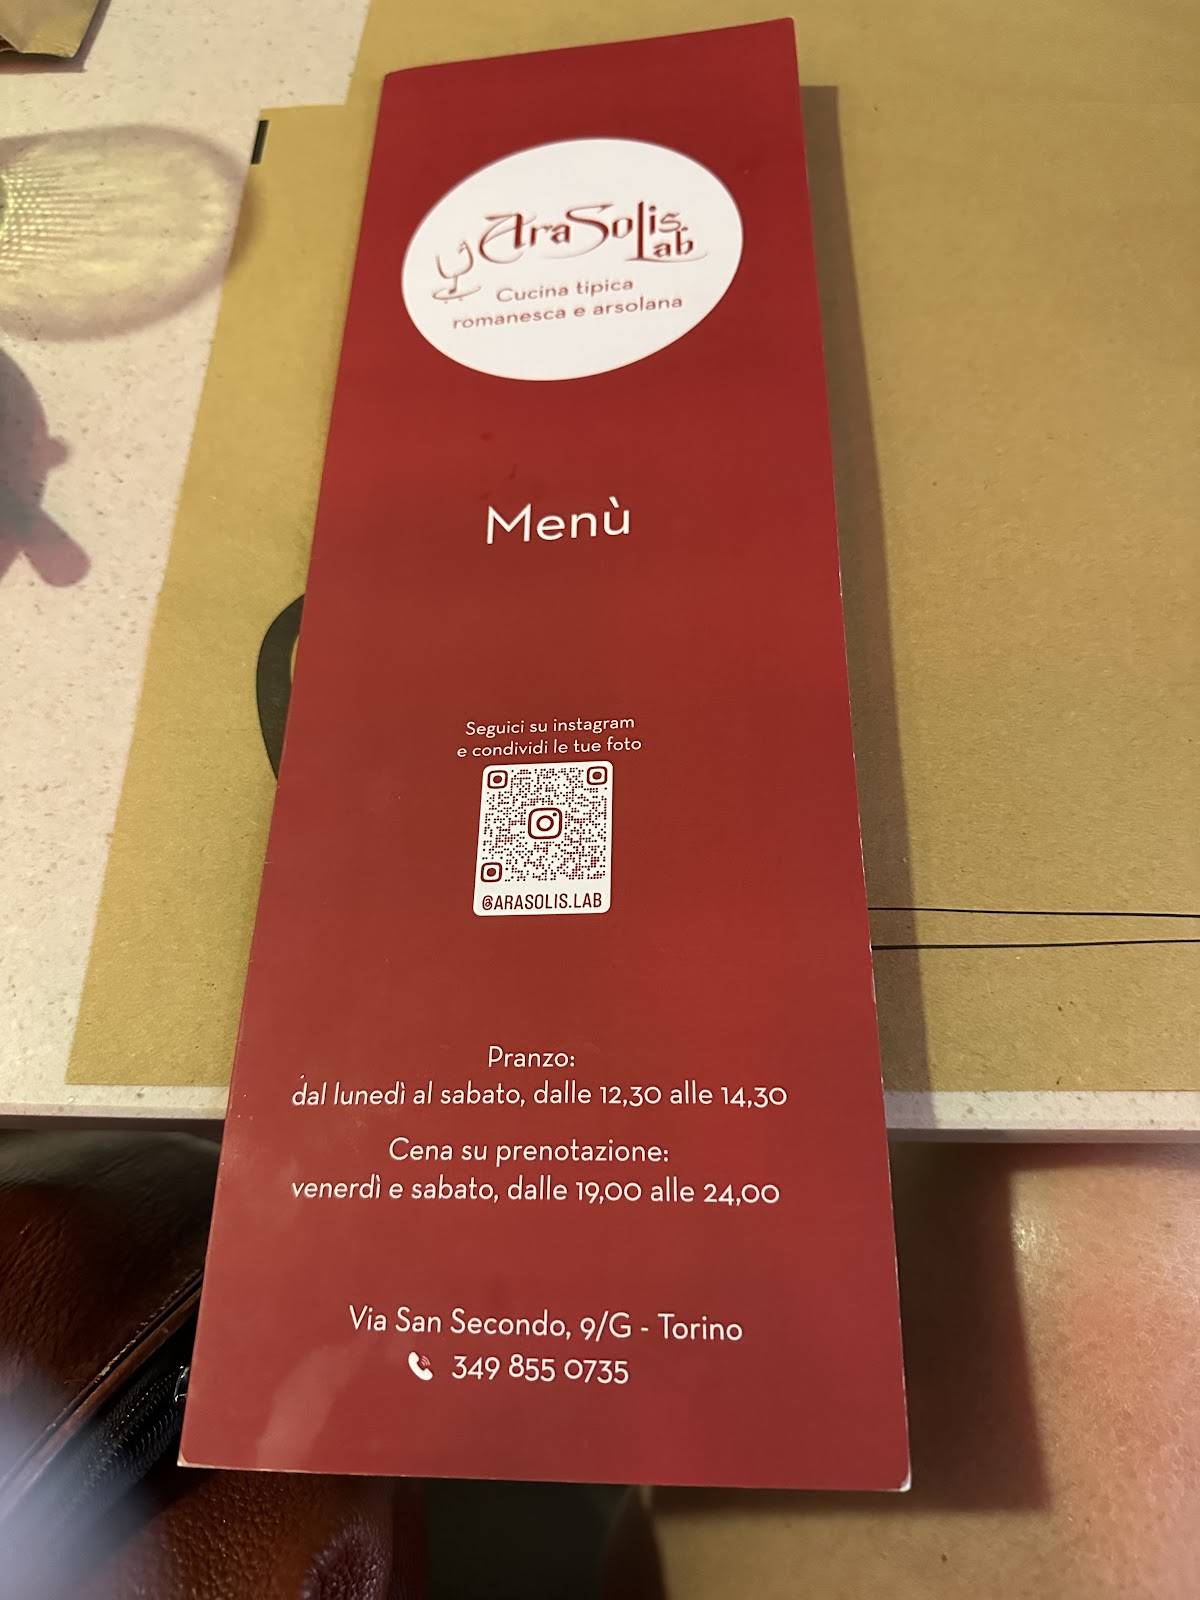 AraSolis
Lab
Cucina tipica
romanesca e arsolana
Menù
Seguici su instagram
e condividi le tue foto
@ARASOLIS.LAB
Pranzo:
dal lunedì al sabato, dalle 12,30 alle 14,30
Cena su prenotazione:
venerdì e sabato, dalle 19,00 alle 24,00
Via San Secondo, 9/G - Torino
349 855 0735